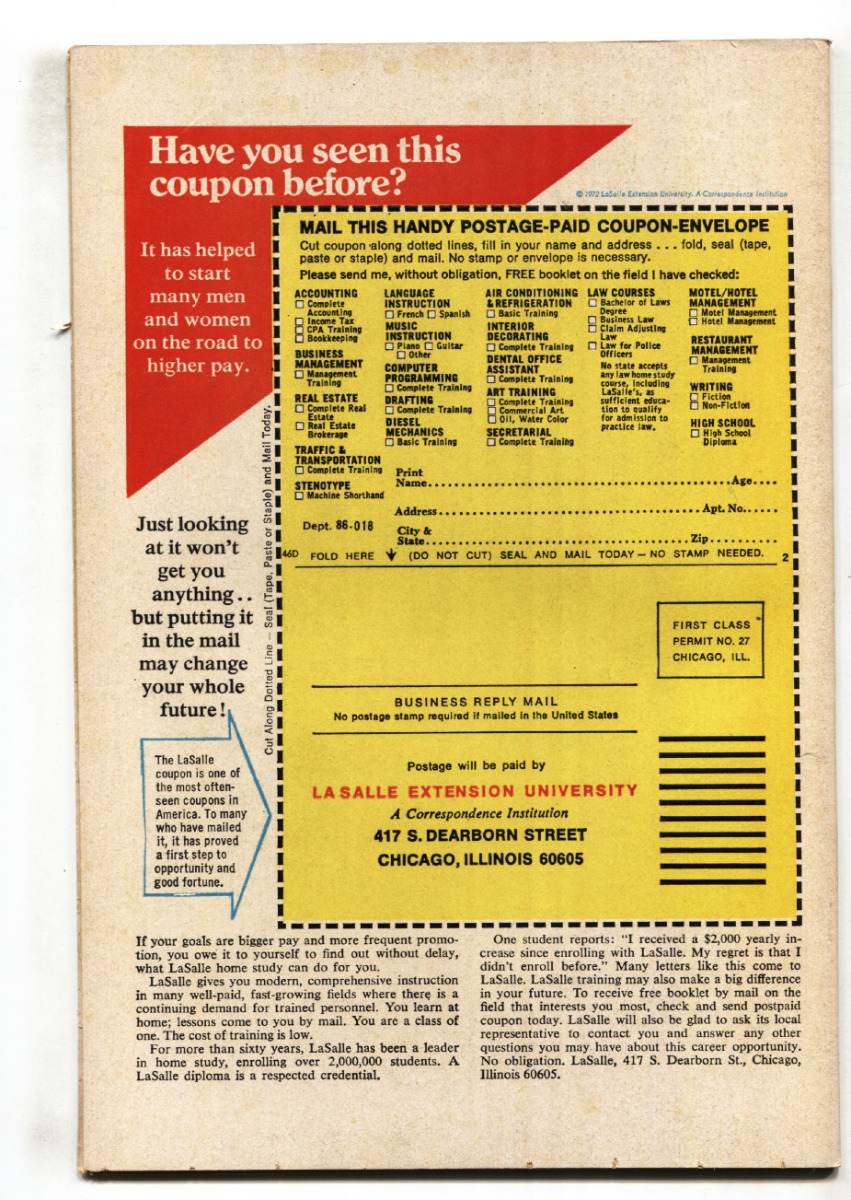 Have you seen this
coupon before?
© 1972 LaSalle Extension University. A Correspondence Institution
It has helped
to start
many men
and women
on the road to
higher pay.
Just looking
at it won't
get you
anything..
but putting it
in the mail
may change
your whole
future!
The LaSalle
coupon is one of
the most often-
seen coupons in
America. To many
who have mailed
it, it has proved
a first step to
opportunity and
good fortune.
Cut Along Dotted Line — Seal (Tape, Paste or Staple) and Mail Today.
MAIL THIS HANDY POSTAGE-PAID COUPON-ENVELOPE
Cut coupon along dotted lines, fill in your name and address . . . fold, seal (tape,
paste or staple) and mail. No stamp or envelope is necessary.
Please send me, without obligation, FREE booklet on the field I have checked:
ACCOUNTING
Complete
Accounting
Income Tax
CPA Training
Bookkeeping
BUSINESS
MANAGEMENT
Management
Training
REAL ESTATE
Complete Real
Estate
Real Estate
Brokerage
TRAFFIC &
TRANSPORTATION
Complete Training
STENOTYPE
Machine Shorthand
LANGUAGE
INSTRUCTION
French Spanish
MUSIC
INSTRUCTION
Piano Guitar
Other
COMPUTER
PROGRAMMING
Complete Training
DRAFTING
Complete Training
DIESEL
MECHANICS
Basic Training
AIR CONDITIONING
& REFRIGERATION
Basic Training
INTERIOR
DECORATING
Complete Training
DENTAL OFFICE
ASSISTANT
Complete Training
ART TRAINING
Complete Training
Commercial Art
Oil, Water Color
SECRETARIAL
Complete Training
LAW COURSES
Bachelor of Laws
Degree
Business Law
Claim Adjusting
Law
Law for Police
Officers
No state accepts
any law home study
course, including
LaSalle's, as
sufficient educa-
tion to qualify
for admission to
practice law.
MOTEL/HOTEL
MANAGEMENT
Motel Management
Hotel Management
RESTAURANT
MANAGEMENT
Management
Training
WRITING
Fiction
Non-Fiction
HIGH SCHOOL
High School
Diploma
Print
Name Age
Address Apt. No.
Dept. 86-018
City &
State Zip
46D FOLD HERE (DO NOT CUT) SEAL AND MAIL TODAY — NO STAMP NEEDED. 2
FIRST CLASS
PERMIT NO. 27
CHICAGO, ILL.
BUSINESS REPLY MAIL
No postage stamp required if mailed in the United States
Postage will be paid by
LA SALLE EXTENSION UNIVERSITY
A Correspondence Institution
417 S. DEARBORN STREET
CHICAGO, ILLINOIS 60605
If your goals are bigger pay and more frequent promo-
tion, you owe it to yourself to find out without delay,
what LaSalle home study can do for you.
LaSalle gives you modern, comprehensive instruction
in many well-paid, fast-growing fields where there is a
continuing demand for trained personnel. You learn at
home; lessons come to you by mail. You are a class of
one. The cost of training is low.
For more than sixty years, LaSalle has been a leader
in home study, enrolling over 2,000,000 students. A
LaSalle diploma is a respected credential.
One student reports: "I received a $2,000 yearly in-
crease since enrolling with LaSalle. My regret is that I
didn't enroll before." Many letters like this come to
LaSalle. LaSalle training may also make a big difference
in your future. To receive free booklet by mail on the
field that interests you most, check and send postpaid
coupon today. LaSalle will also be glad to ask its local
representative to contact you and answer any other
questions you may have about this career opportunity.
No obligation. LaSalle, 417 S. Dearborn St., Chicago,
Illinois 60605.